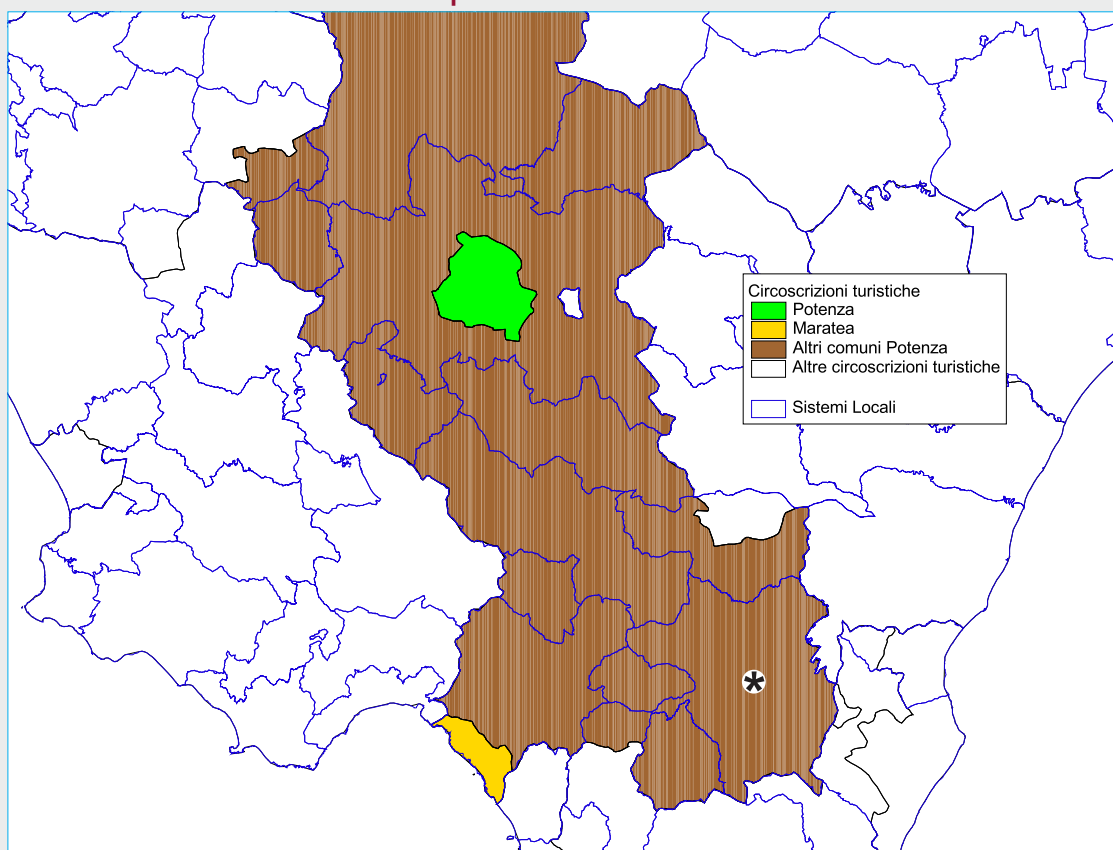 Circoscrizioni turistiche
Potenza
Maratea
Altri comuni Potenza
Altre circoscrizioni turistiche
Sistemi Locali
*